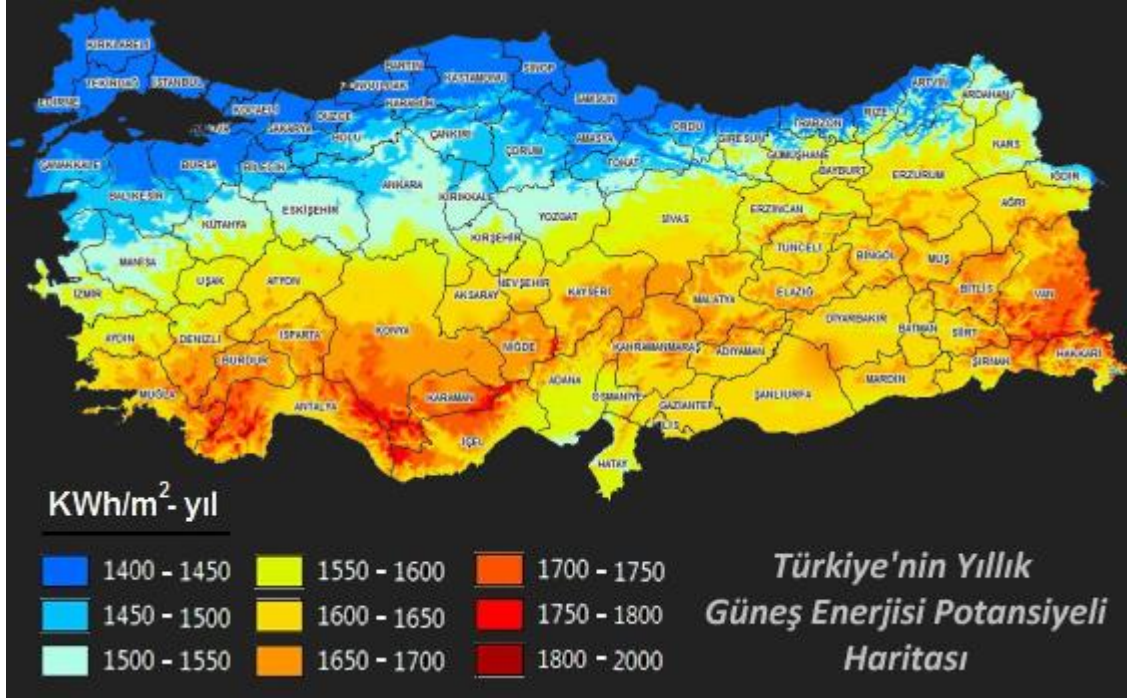 KIRKLARELİ
EDİRNE
TEKİRDAĞ
İSTANBUL
KOCAELİ
SAKARYA
DÜZCE
BOLU
ZONGULDAK
BARTIN
KARABÜK
KASTAMONU
SİNOP
SAMSUN
ÇANKIRI
ÇORUM
AMASYA
TOKAT
ORDU
GİRESUN
TRABZON
RİZE
ARTVİN
ARDAHAN
GÜMÜŞHANE
BAYBURT
ERZURUM
KARS
IĞDIR
AĞRI
ÇANAKKALE
BALIKESİR
BURSA
BİLECİK
KÜTAHYA
ESKİŞEHİR
ANKARA
KIRIKKALE
KIRŞEHİR
YOZGAT
SİVAS
ERZİNCAN
TUNCELİ
BİNGÖL
MUŞ
BİTLİS
VAN
MANİSA
İZMİR
UŞAK
AFYON
AKSARAY
NEVŞEHİR
KAYSERİ
MALATYA
ELAZIĞ
DİYARBAKIR
BATMAN
SİİRT
ŞIRNAK
HAKKARİ
AYDIN
DENİZLİ
ISPARTA
BURDUR
KONYA
NİĞDE
KAHRAMANMARAŞ
ADIYAMAN
MARDİN
ŞANLIURFA
MUĞLA
ANTALYA
KARAMAN
İÇEL
ADANA
OSMANİYE
GAZİANTEP
HATAY
KWh/m²- yıl
1400 - 1450
1450 - 1500
1500 - 1550
1550 - 1600
1600 - 1650
1650 - 1700
1700 - 1750
1750 - 1800
1800 - 2000
Türkiye'nin Yıllık
Güneş Enerjisi Potansiyeli
Haritası